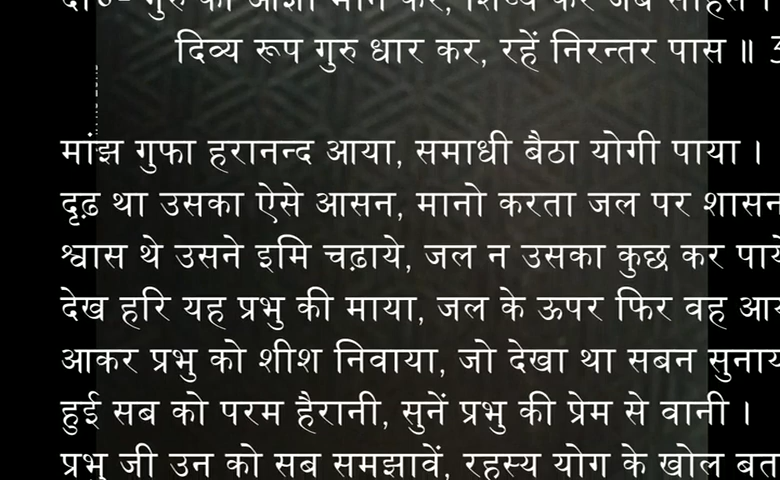 दिव्य रूप गुरु धार कर, रहें निरन्तर पास ॥
मांझ गुफा हरानन्द आया, समाधी बैठा योगी पाया ।
दृढ़ था उसका ऐसे आसन, मानो करता जल पर शासन
श्वास थे उसने इमि चढ़ाये, जल न उसका कुछ कर पाये
देख हरि यह प्रभु की माया, जल के ऊपर फिर वह
आकर प्रभु को शीश निवाया, जो देखा था सबन
हुई सब को परम हैरानी, सुनें प्रभु की प्रेम से वानी ।
प्रभु जी उन को सब समझावें, रहस्य योग के खोल